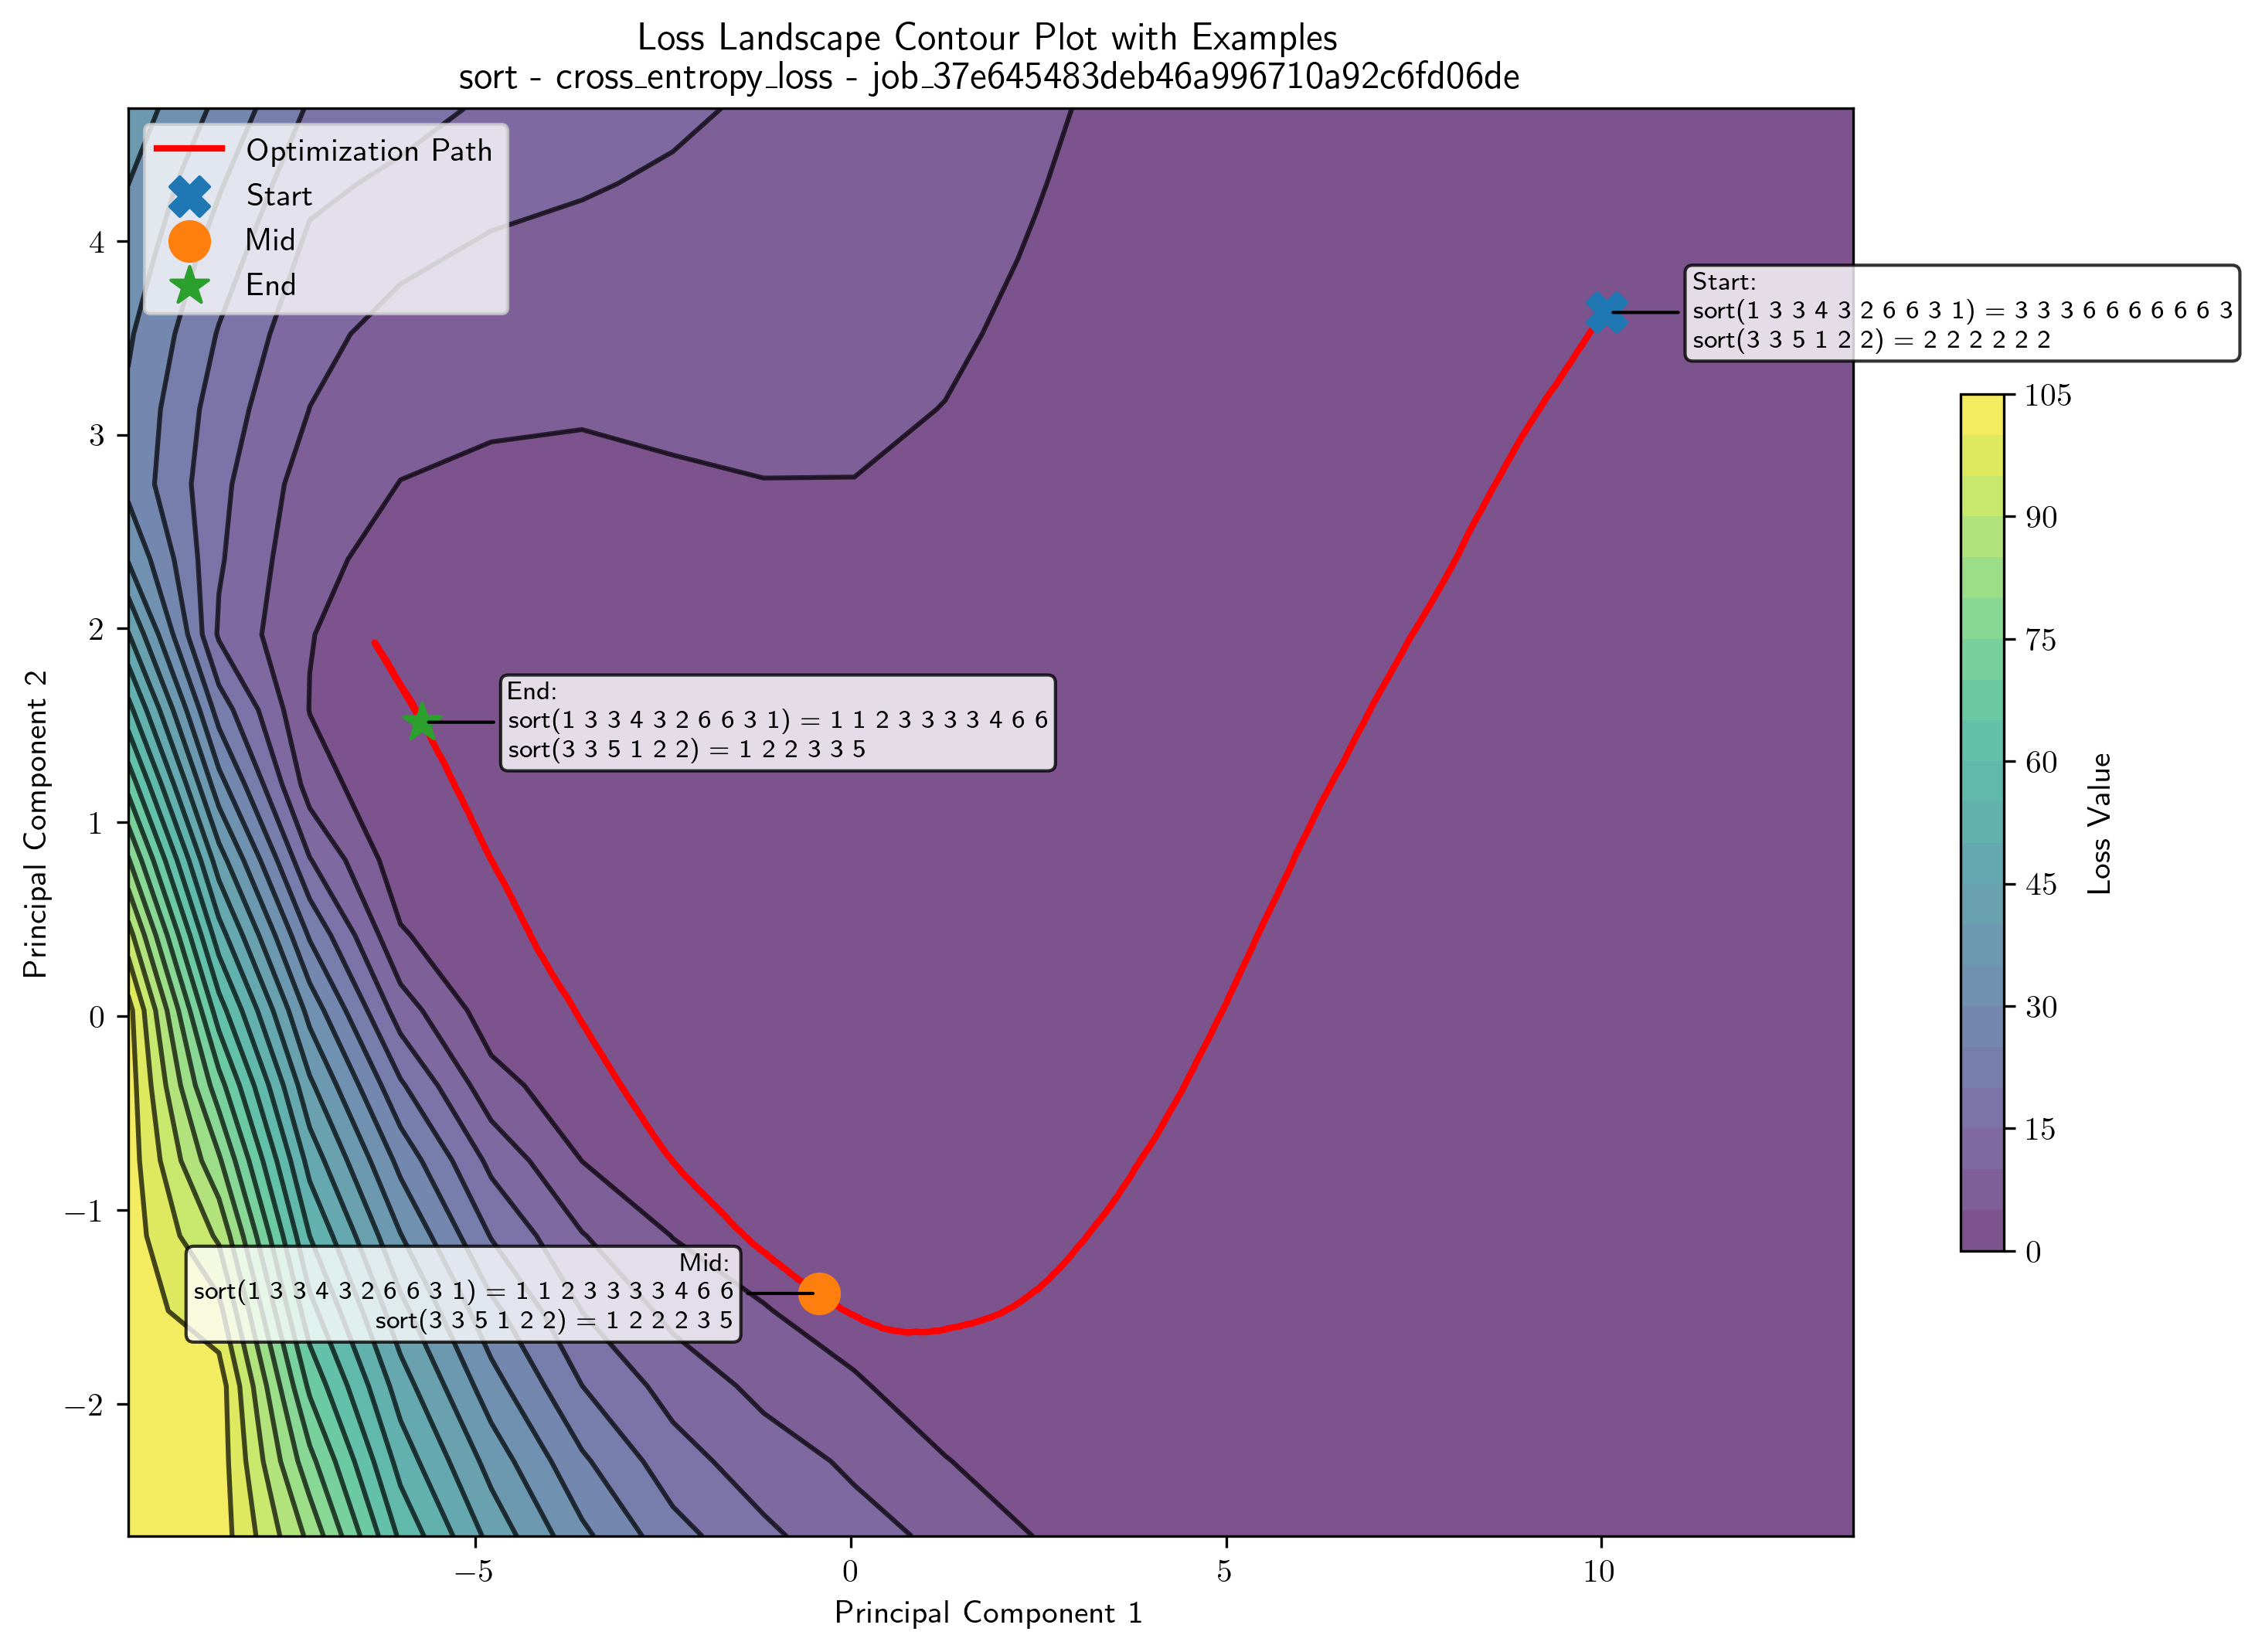 Loss Landscape Contour Plot with Examples
sort - cross_entropy_loss - job_37e645483deb46a996710a92c6fd06de
Optimization Path
Start
Mid
End
Start:
sort(1 3 3 4 3 2 6 6 3 1) = 3 3 3 6 6 6 6 6 6 3
sort(3 3 5 1 2 2) = 2 2 2 2 2 2
End:
sort(1 3 3 4 3 2 6 6 3 1) = 1 1 2 3 3 3 3 4 6 6
sort(3 3 5 1 2 2) = 1 2 2 3 3 5
Mid:
sort(1 3 3 4 3 2 6 6 3 1) = 1 1 2 3 3 3 3 4 6 6
sort(3 3 5 1 2 2) = 1 2 2 2 3 5
4
3
2
1
0
−1
−2
Principal Component 2
−5
0
5
10
Principal Component 1
105
90
75
60
45
30
15
0
Loss Value